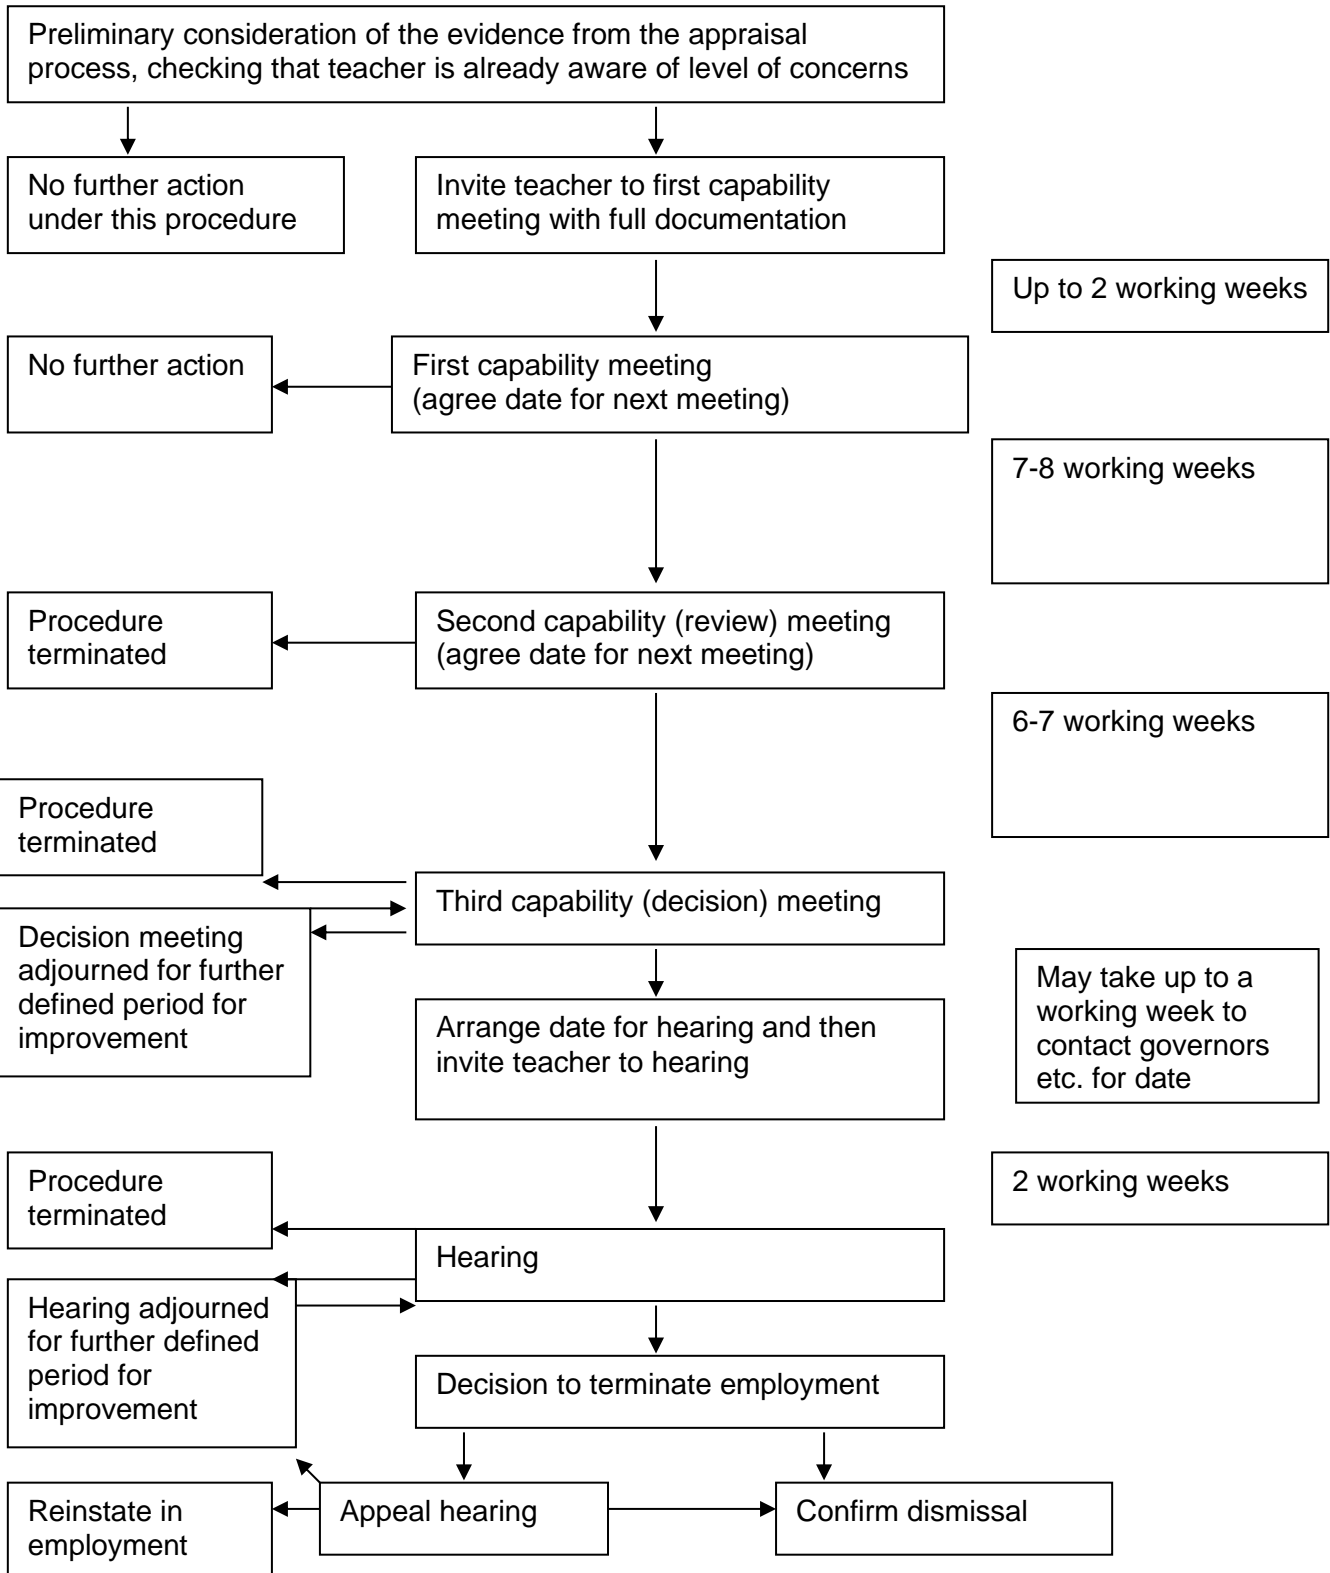 Preliminary consideration of the evidence from the appraisal
process, checking that teacher is already aware of level of concerns
No further action
under this procedure
Invite teacher to first capability
meeting with full documentation
Up to 2 working weeks
No further action
First capability meeting
(agree date for next meeting)
7-8 working weeks
Procedure
terminated
Second capability (review) meeting
(agree date for next meeting)
6-7 working weeks
Procedure
terminated
Third capability (decision) meeting
Decision meeting
adjourned for further
defined period for
improvement
Arrange date for hearing and then
invite teacher to hearing
May take up to a
working week to
contact governors
etc. for date
Procedure
terminated
2 working weeks
Hearing
Hearing adjourned
for further defined
period for
improvement
Decision to terminate employment
Reinstate in
employment
Appeal hearing
Confirm dismissal